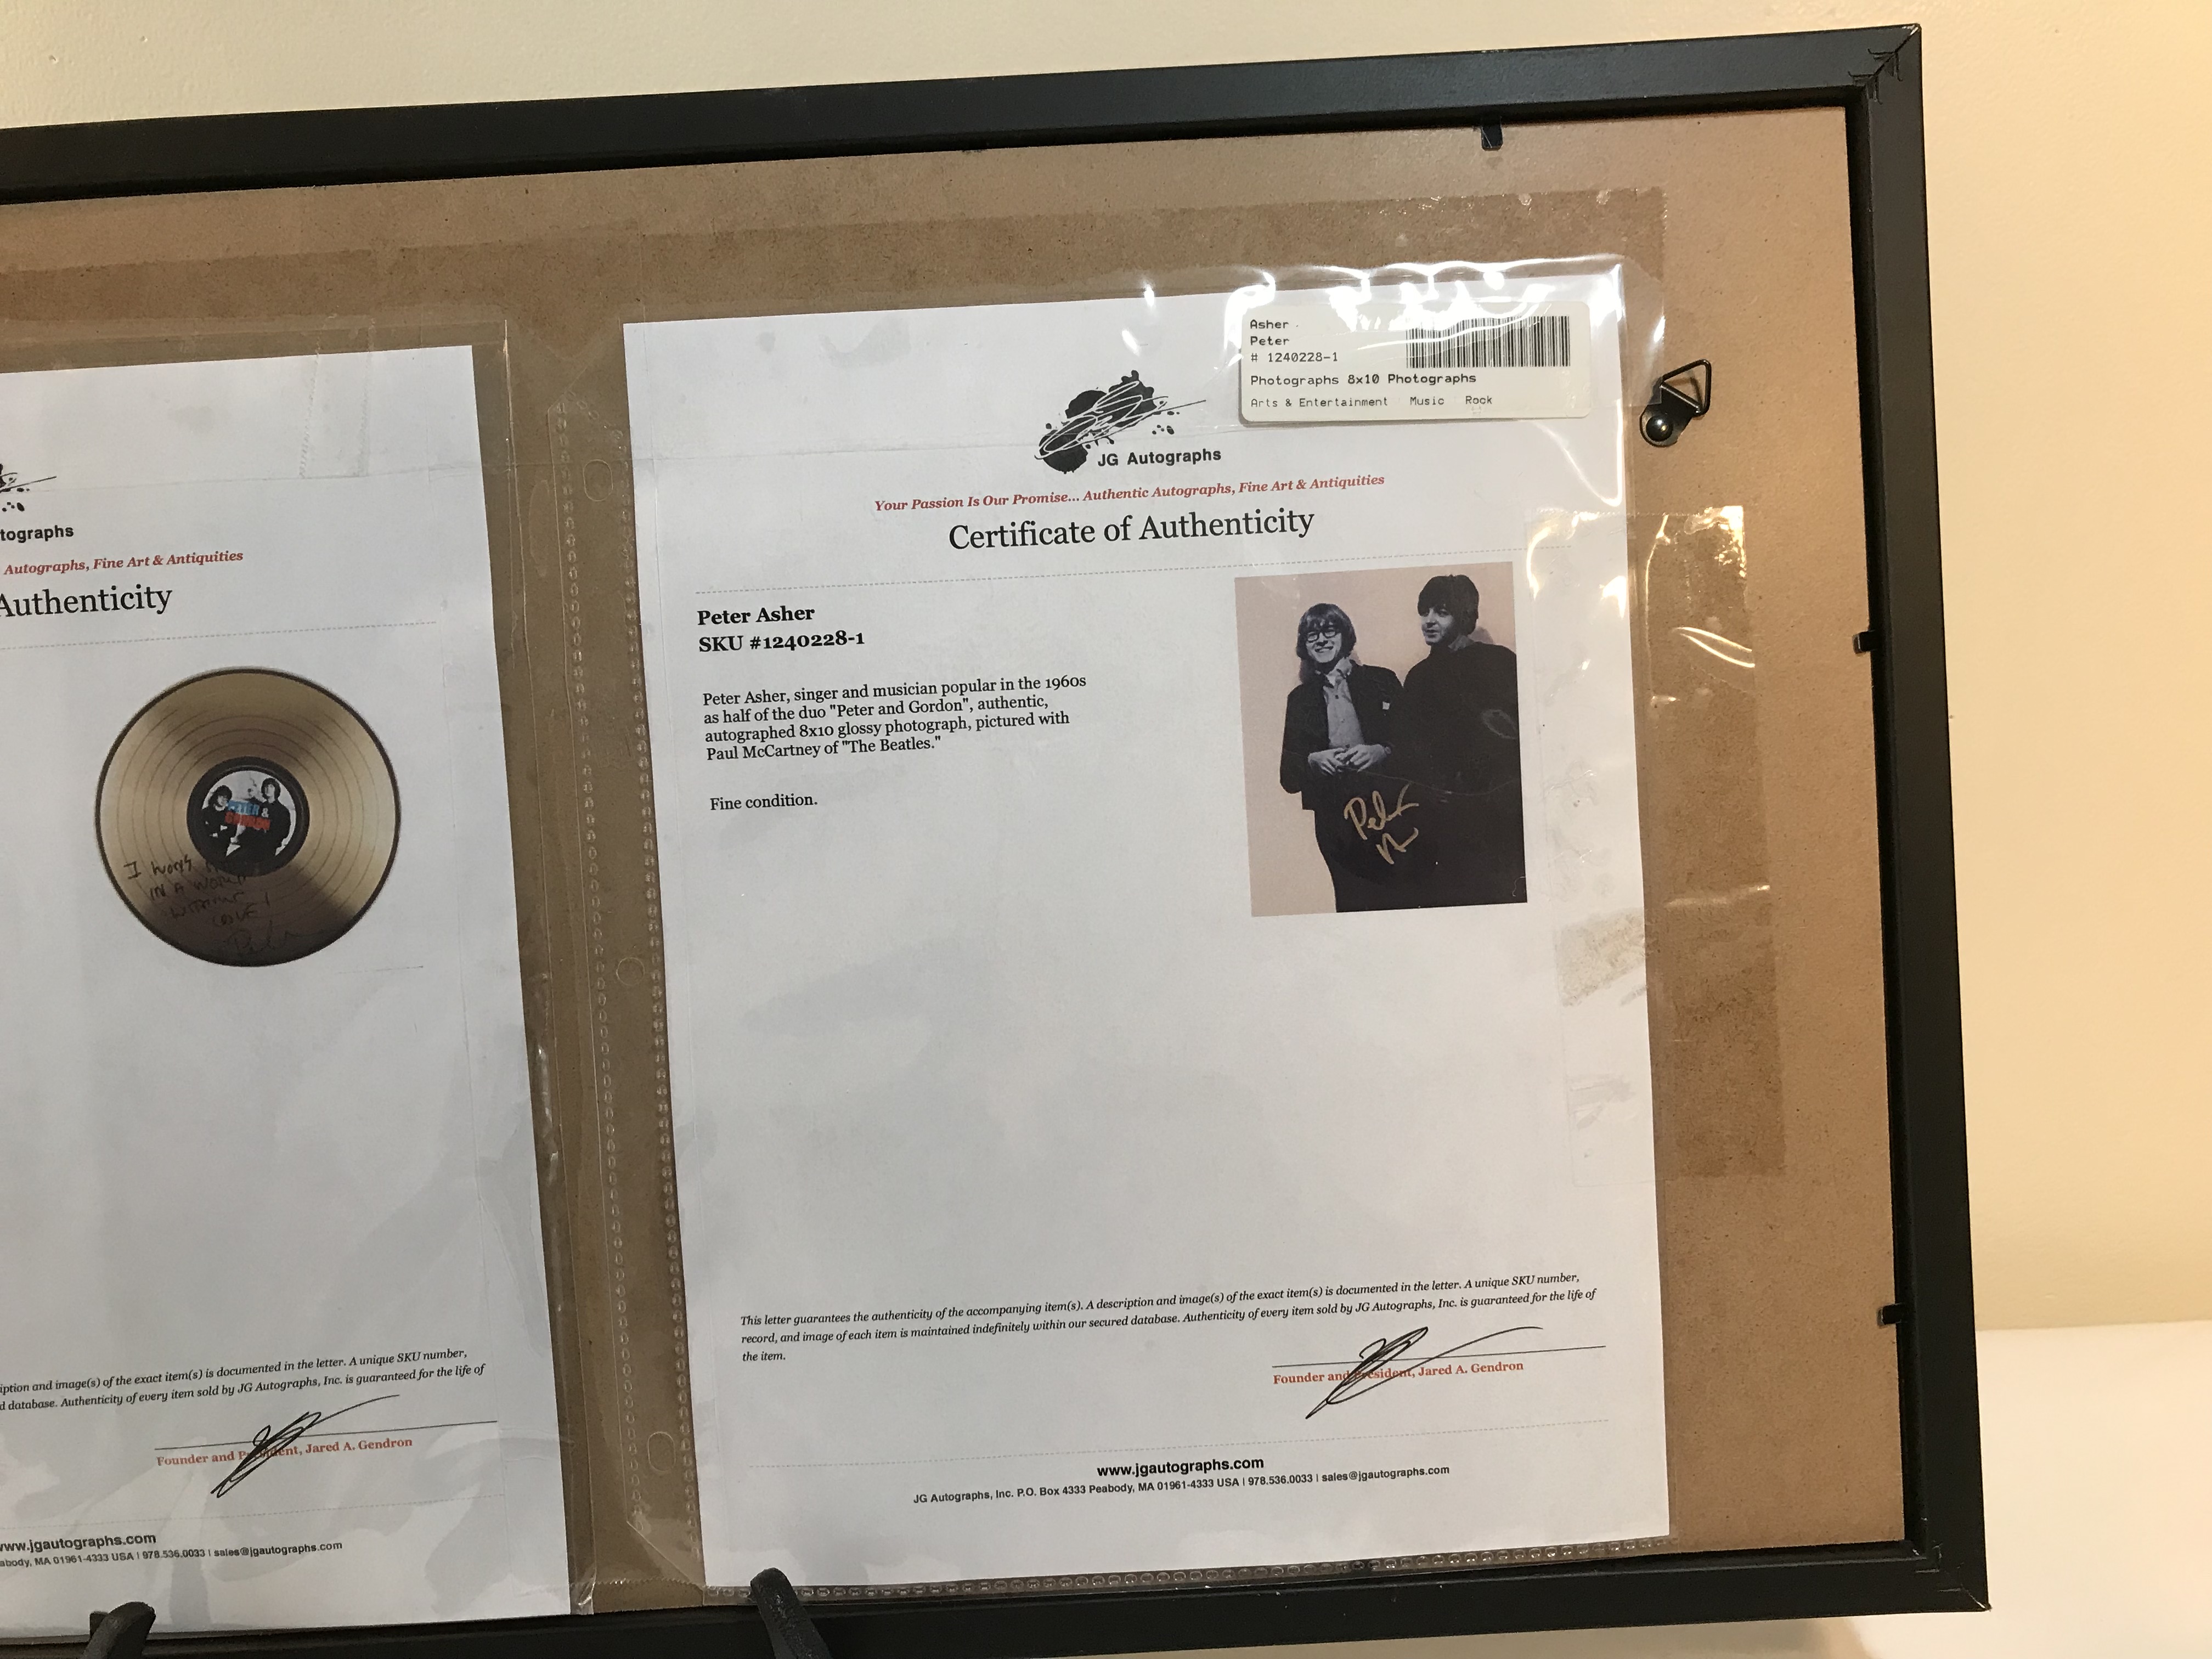 tographs
Autographs, Fine Art & Antiquities
Authenticity
PETER &
GORDON
I
IN A WORLD
WITHOUT
LOVE!
iption and image(s) of the exact item(s) is documented in the letter. A unique SKU number,
d database. Authenticity of every item sold by JG Autographs, Inc. is guaranteed for the life of
Founder and President, Jared A. Gendron
www.jgautographs.com
abody, MA 01961-4333 USA | 978.536.0033 | sales@jgautographs.com
Asher
Peter
# 1240228-1
Photographs 8x10 Photographs
Arts & Entertainment Music Rock
JG Autographs
Your Passion Is Our Promise... Authentic Autographs, Fine Art & Antiquities
Certificate of Authenticity
Peter Asher
SKU #1240228-1
Peter Asher, singer and musician popular in the 1960s
as half of the duo "Peter and Gordon", authentic,
autographed 8x10 glossy photograph, pictured with
Paul McCartney of "The Beatles."
Fine condition.
Peter
This letter guarantees the authenticity of the accompanying item(s). A description and image(s) of the exact item(s) is documented in the letter. A unique SKU number,
record, and image of each item is maintained indefinitely within our secured database. Authenticity of every item sold by JG Autographs, Inc. is guaranteed for the life of
the item.
Founder and President, Jared A. Gendron
www.jgautographs.com
JG Autographs, Inc. P.O. Box 4333 Peabody, MA 01961-4333 USA | 978.536.0033 | sales@jgautographs.com